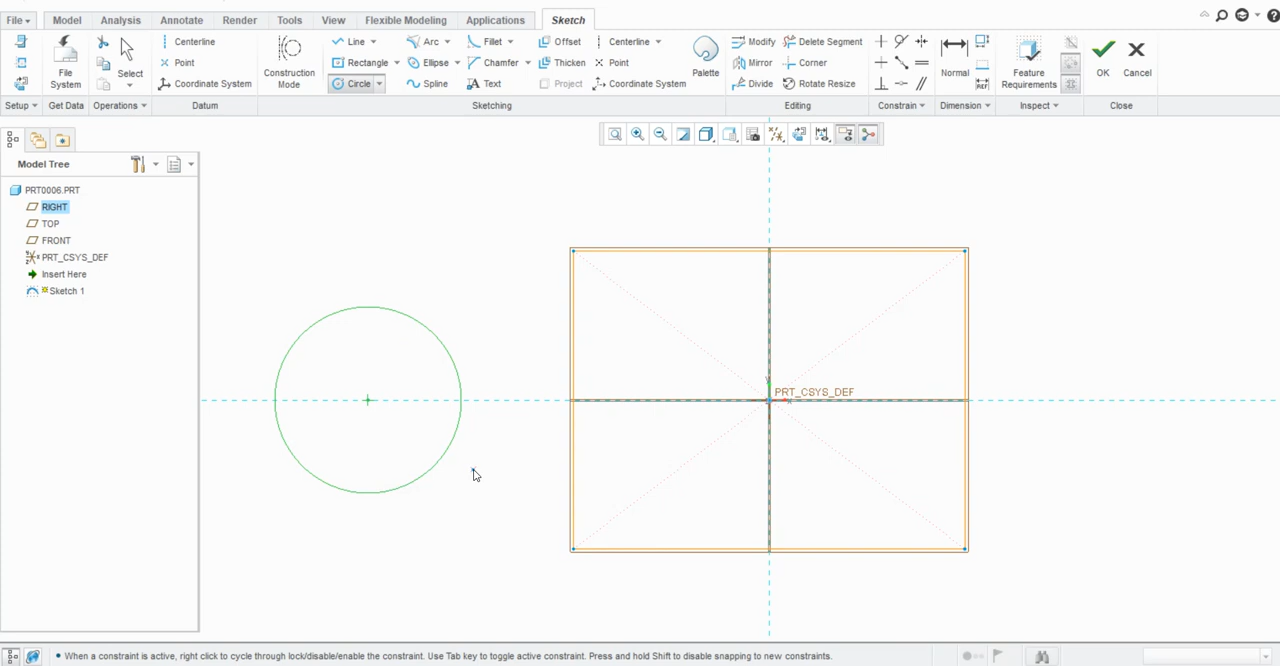 File Model Analysis Annotate Render Tools View Flexible Modeling Applications Sketch
Centerline Line Arc Fillet Offset Centerline Modify Delete Segment
Point Rectangle Ellipse Chamfer Thicken Point Mirror Corner
File System Select Coordinate System Construction Mode Circle Spline Text Project Coordinate System Palette Divide Rotate Resize Normal REF Feature Requirements OK Cancel
Setup Get Data Operations Datum Sketching Editing Constrain Dimension Inspect Close
Model Tree
PRT0006.PRT
RIGHT
TOP
FRONT
PRT_CSYS_DEF
Insert Here
Sketch 1
PRT_CSYS_DEF
When a constraint is active, right click to cycle through lock/disable/enable the constraint. Use Tab key to toggle active constraint. Press and hold Shift to disable snapping to new constraints.